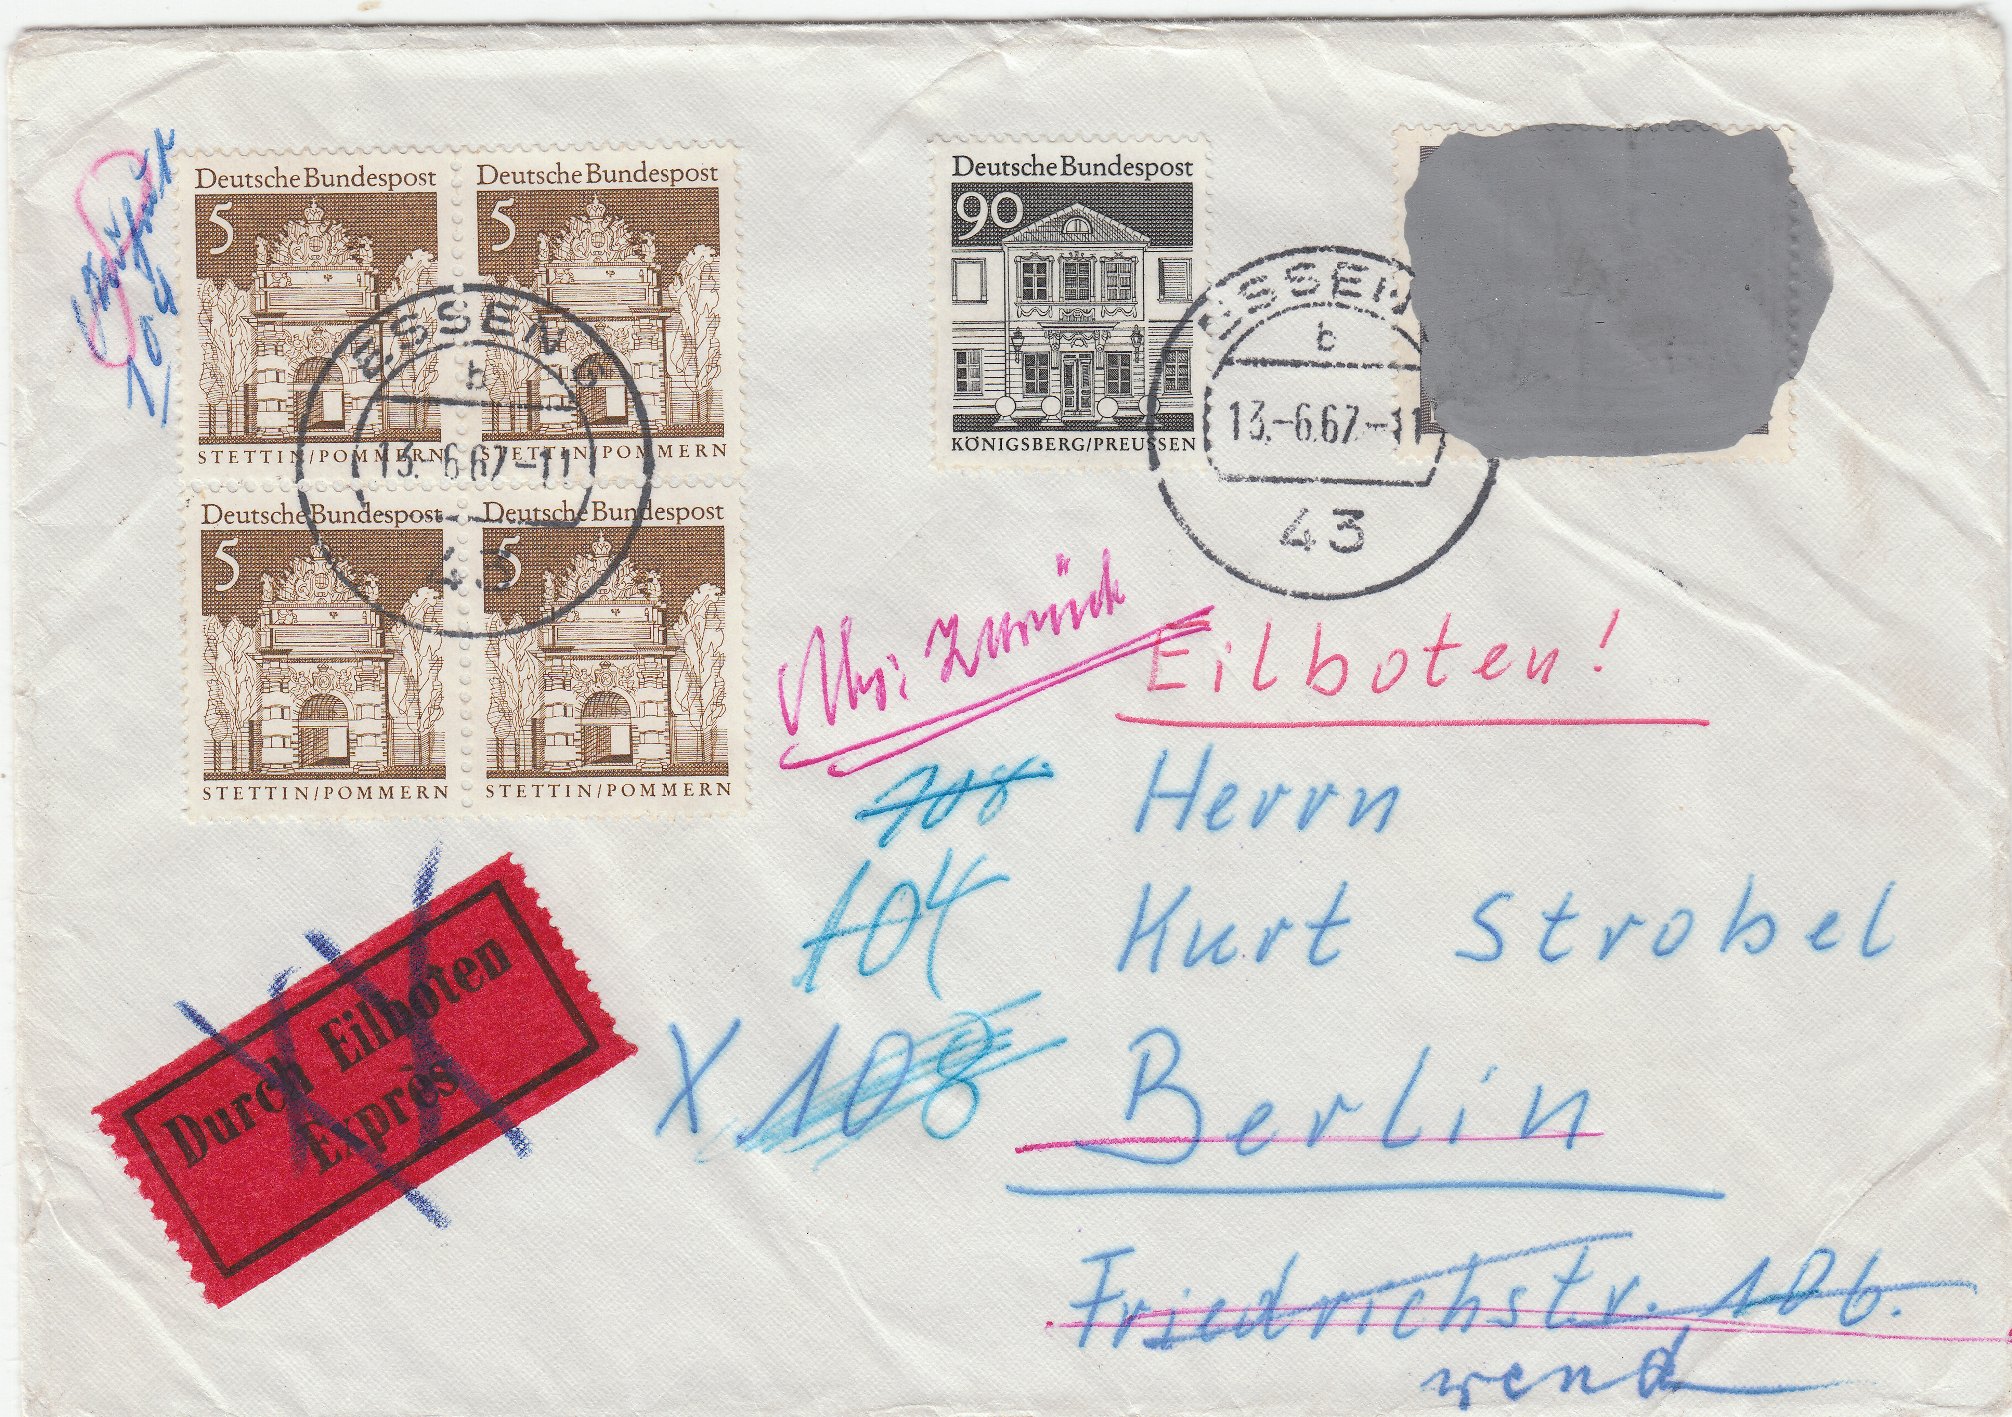 Deutsche Bundespost
5
STETTIN/POMMERN
Deutsche Bundespost
5
STETTIN/POMMERN
Deutsche Bundespost
5
STETTIN/POMMERN
Deutsche Bundespost
5
STETTIN/POMMERN
ESSEN
b
13.-6.67.-11
43
Deutsche Bundespost
90
KÖNIGSBERG/PREUSSEN
ESSEN
b
13.-6.67.-11
43
Abs: Zurück
Eilboten!
708
Herrn
104
Kurt Strobel
X 108
Berlin
Friedrichstr. 106.
Durch Eilboten
Exprès